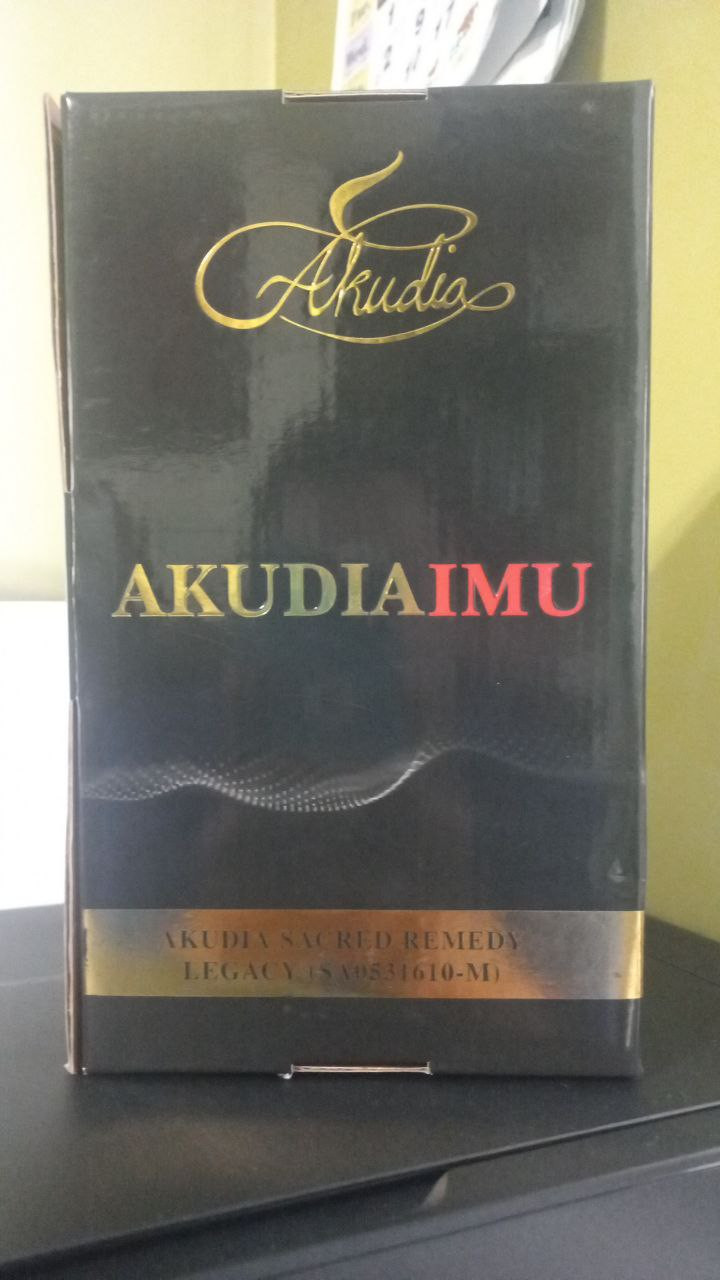 Akudia
AKUDIAIMU
AKUDIA SACRED REMEDY
LEGACY (SA0531610-M)